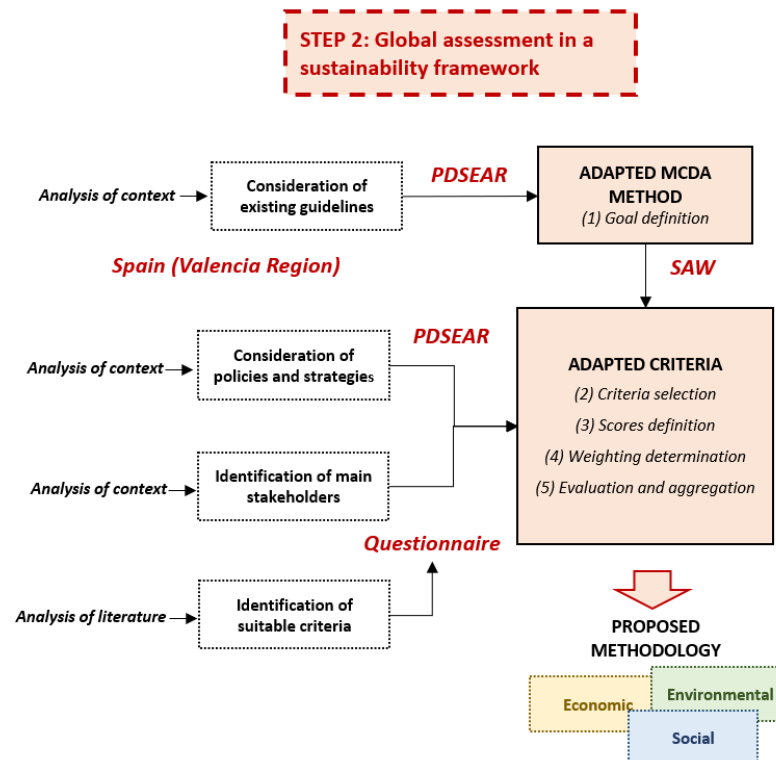 STEP 2: Global assessment in a
sustainability framework
Analysis of context
Consideration of
existing guidelines
PDSEAR
ADAPTED MCDA
METHOD
(1) Goal definition
Spain (Valencia Region)
SAW
Analysis of context
Consideration of
policies and strategies
PDSEAR
ADAPTED CRITERIA
(2) Criteria selection
(3) Scores definition
(4) Weighting determination
(5) Evaluation and aggregation
Analysis of context
Identification of main
stakeholders
Questionnaire
Analysis of literature
Identification of
suitable criteria
PROPOSED
METHODOLOGY
Economic
Environmental
Social